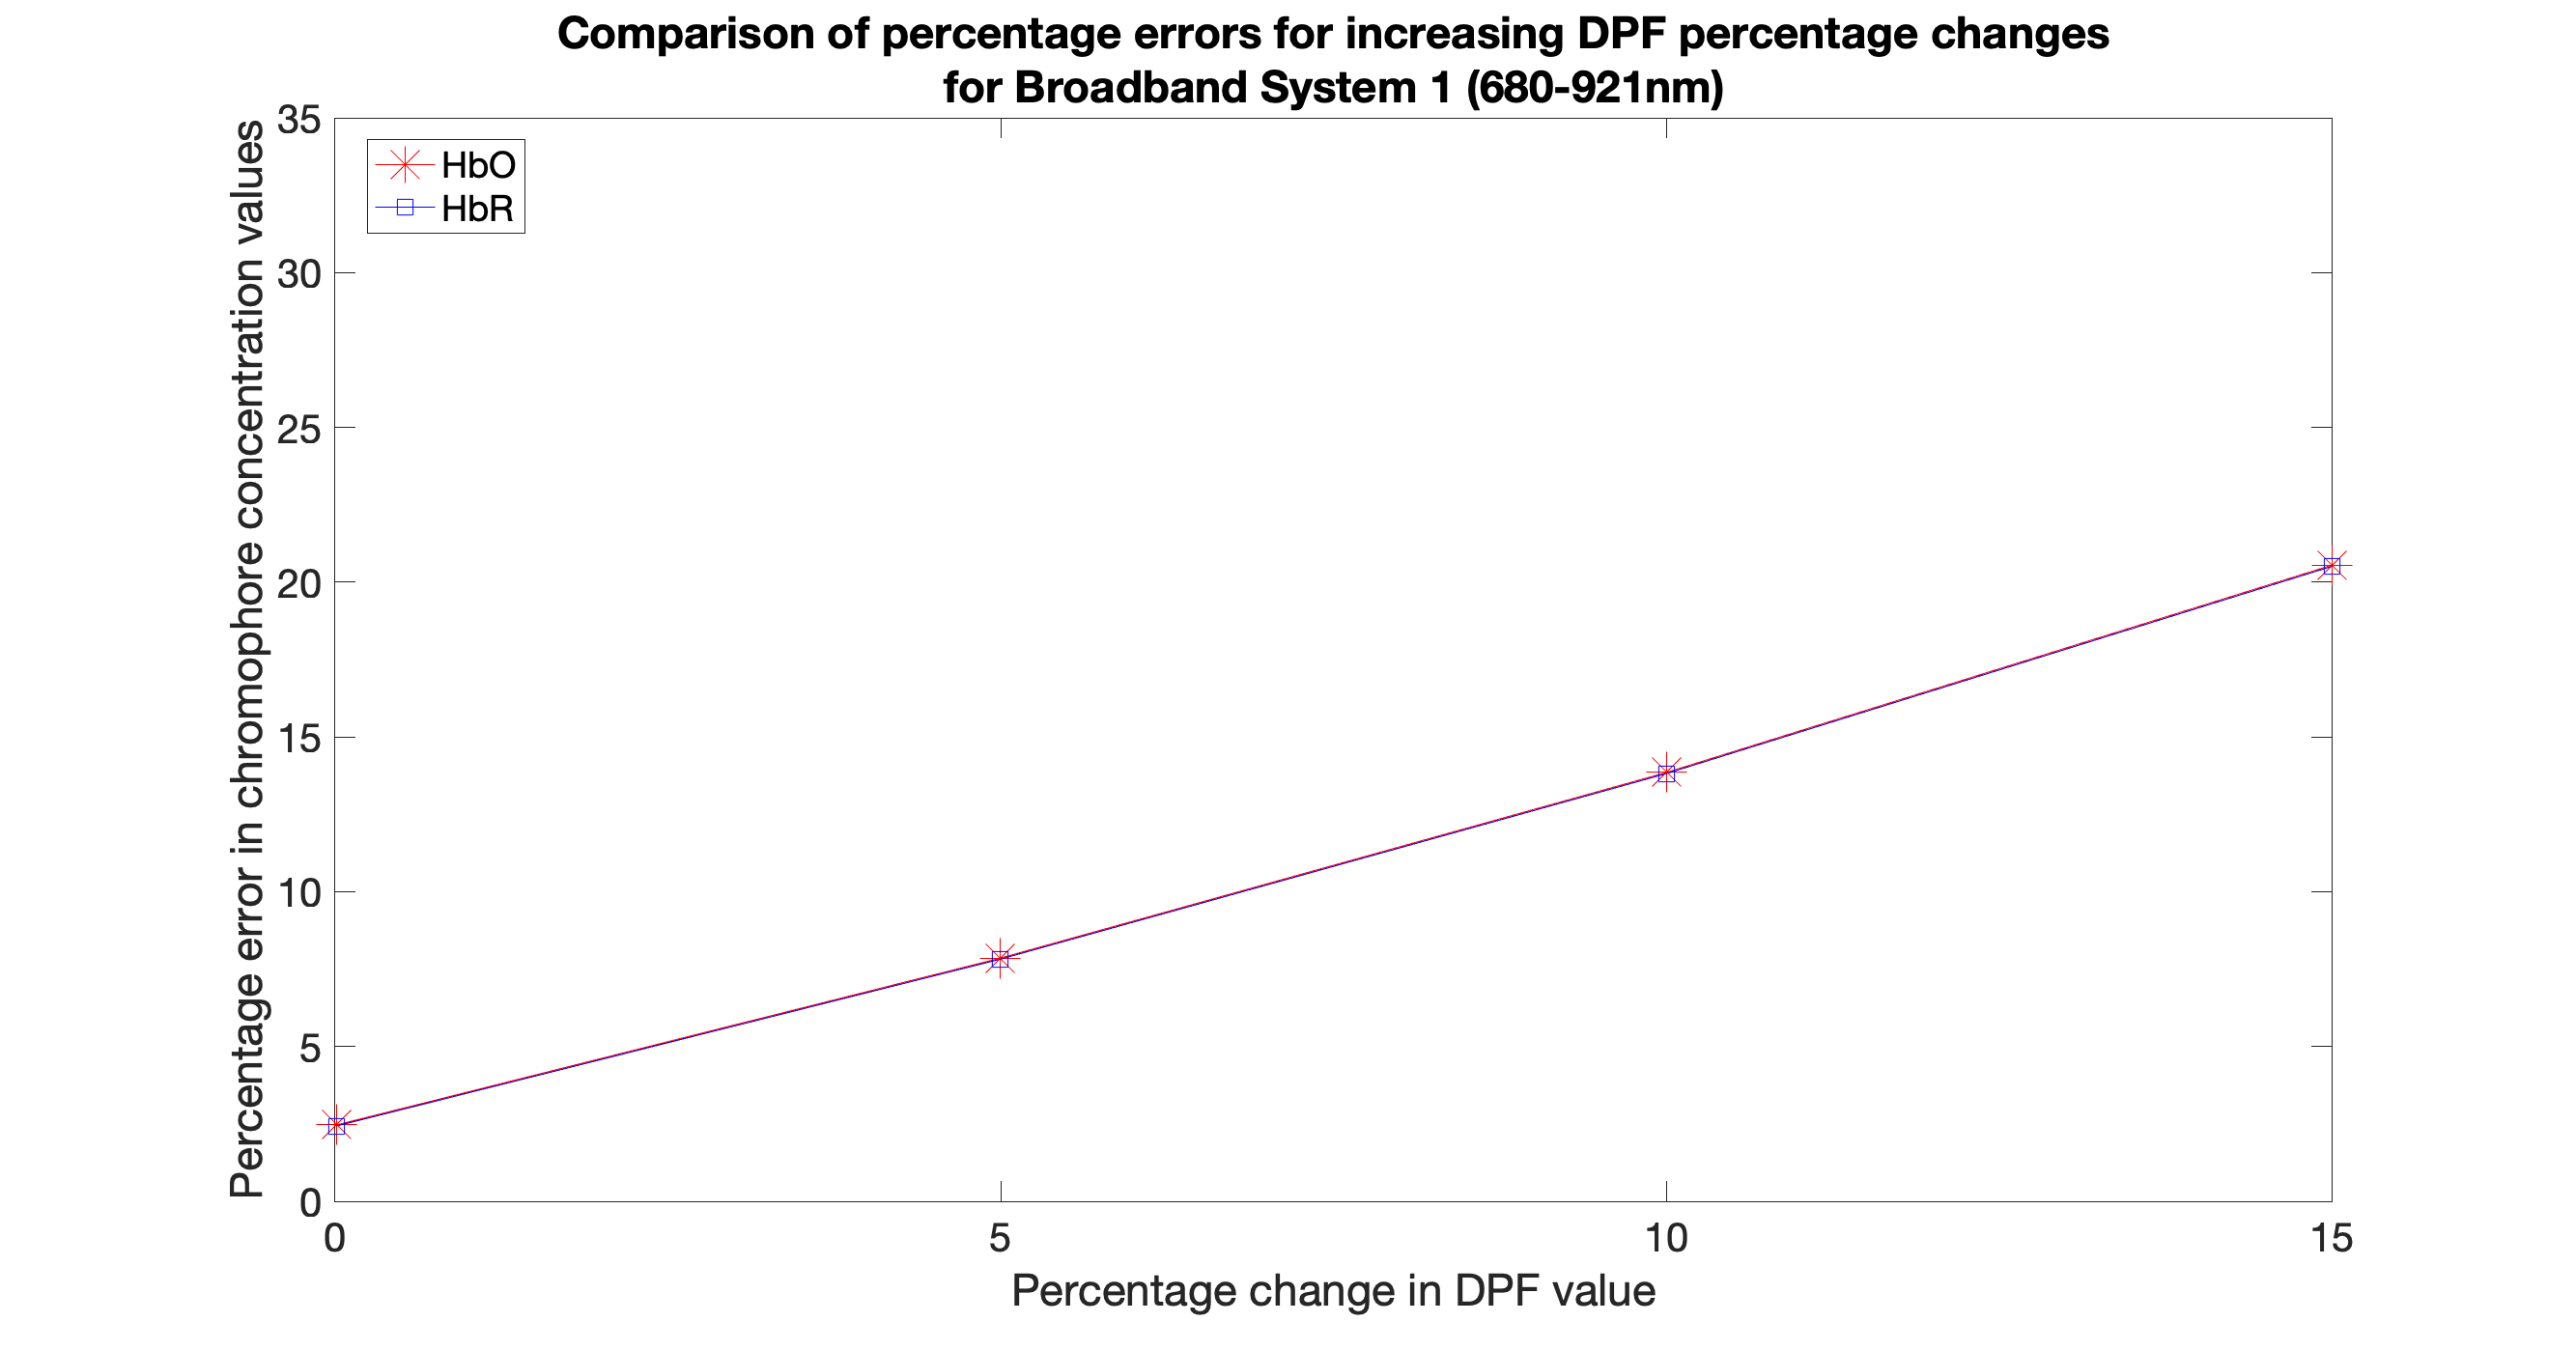 Comparison of percentage errors for increasing DPF percentage changes
for Broadband System 1 (680-921nm)
HbO
HbR
Percentage error in chromophore concentration values
35
30
25
20
15
10
5
0
0 5 10 15
Percentage change in DPF value